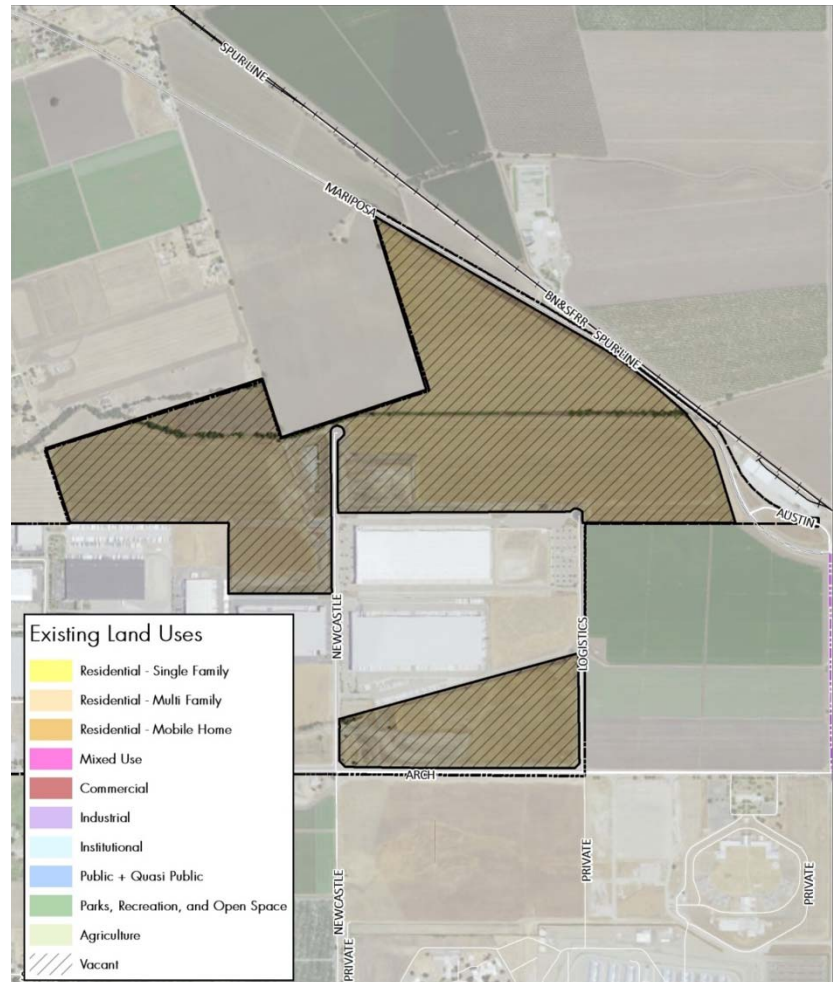 SPUR LINE
MARIPOSA
BN&SFRR - SPUR LINE
AUSTIN
NEWCASTLE
LOGISTICS
ARCH
NEWCASTLE
PRIVATE
PRIVATE
PRIVATE
Existing Land Uses
Residential - Single Family
Residential - Multi Family
Residential - Mobile Home
Mixed Use
Commercial
Industrial
Institutional
Public + Quasi Public
Parks, Recreation, and Open Space
Agriculture
Vacant